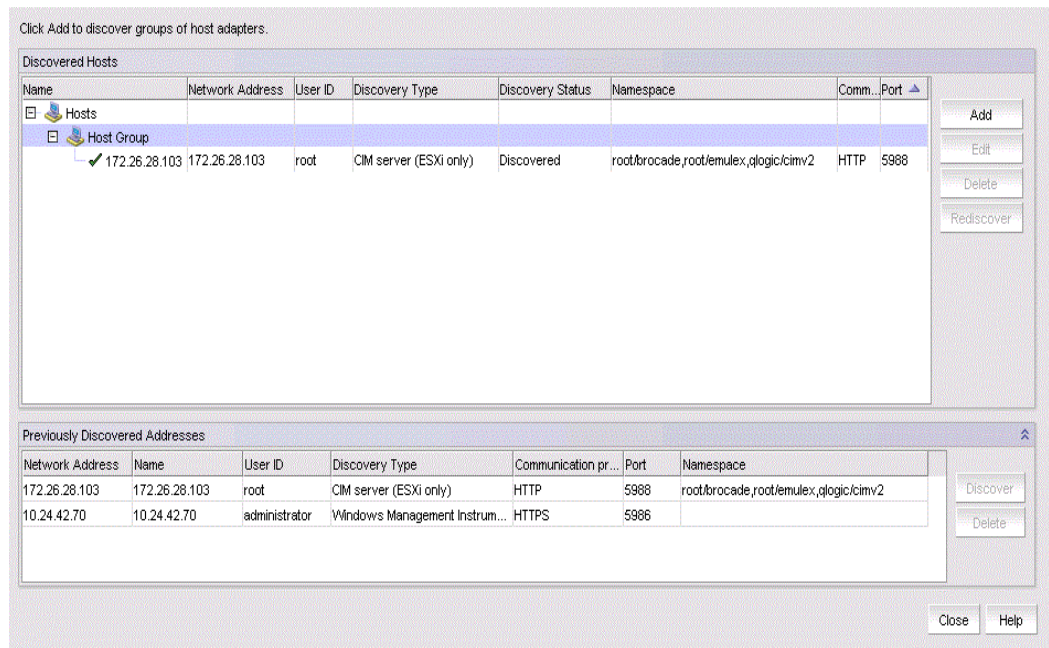 Click Add to discover groups of host adapters.
Discovered Hosts
Name Network Address User ID Discovery Type Discovery Status Namespace Comm... Port
Hosts
Host Group
172.26.28.103 172.26.28.103 root CIM server (ESXi only) Discovered root/brocade,root/emulex,qlogic/cimv2 HTTP 5988
Add
Edit
Delete
Rediscover
Previously Discovered Addresses
Network Address Name User ID Discovery Type Communication pr... Port Namespace
172.26.28.103 172.26.28.103 root CIM server (ESXi only) HTTP 5988 root/brocade,root/emulex,qlogic/cimv2
10.24.42.70 10.24.42.70 administrator Windows Management Instrum... HTTPS 5986
Discover
Delete
Close Help